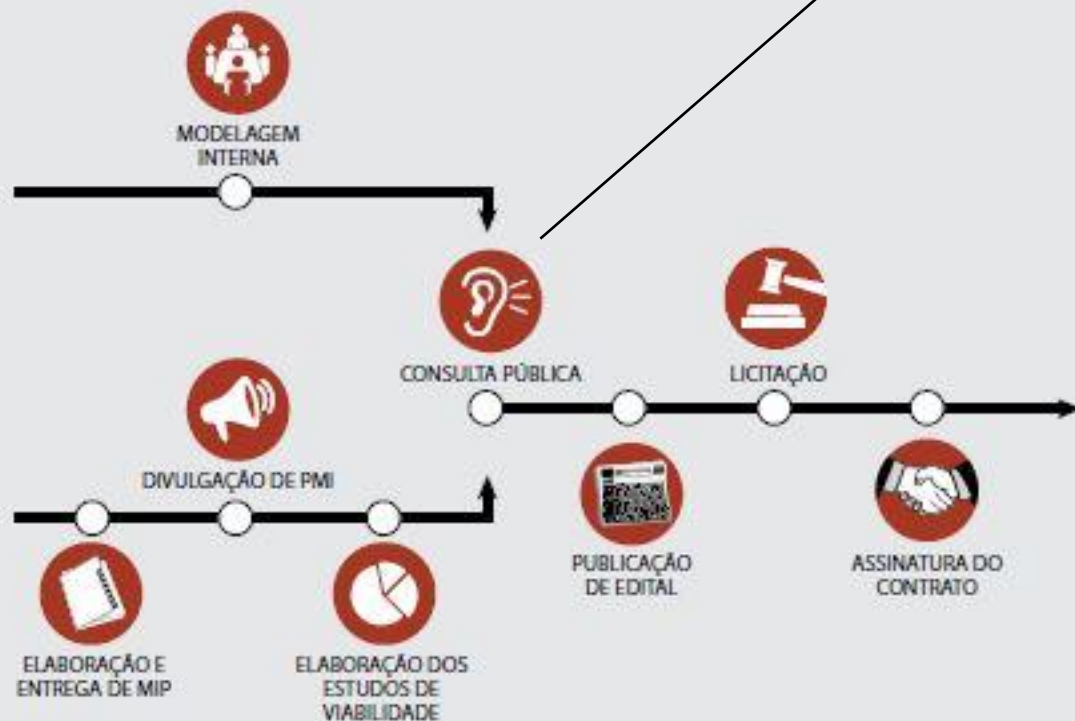 MODELAGEM
INTERNA
CONSULTA PÚBLICA
LICITAÇÃO
DIVULGAÇÃO DE PMI
PUBLICAÇÃO
DE EDITAL
ASSINATURA DO
CONTRATO
ELABORAÇÃO E
ENTREGA DE MIP
ELABORAÇÃO DOS
ESTUDOS DE
VIABILIDADE